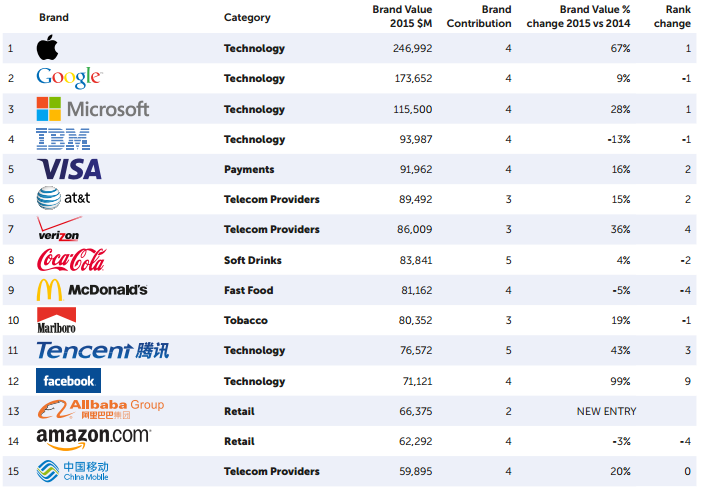 Brand Category Brand Value 2015 $M Brand Contribution Brand Value % change 2015 vs 2014 Rank change
1 Technology 246,992 4 67% 1
2 Google Technology 173,652 4 9% -1
3 Microsoft Technology 115,500 4 28% 1
4 IBM Technology 93,987 4 -13% -1
5 VISA Payments 91,962 4 16% 2
6 at&t Telecom Providers 89,492 3 15% 2
7 verizon Telecom Providers 86,009 3 36% 4
8 Coca-Cola Soft Drinks 83,841 5 4% -2
9 McDonald's Fast Food 81,162 4 -5% -4
10 Marlboro Tobacco 80,352 3 19% -1
11 Tencent 腾讯 Technology 76,572 5 43% 3
12 facebook Technology 71,121 4 99% 9
13 Alibaba Group 阿里巴巴集团 Retail 66,375 2 NEW ENTRY
14 amazon.com Retail 62,292 4 -3% -4
15 中国移动 China Mobile Telecom Providers 59,895 4 20% 0